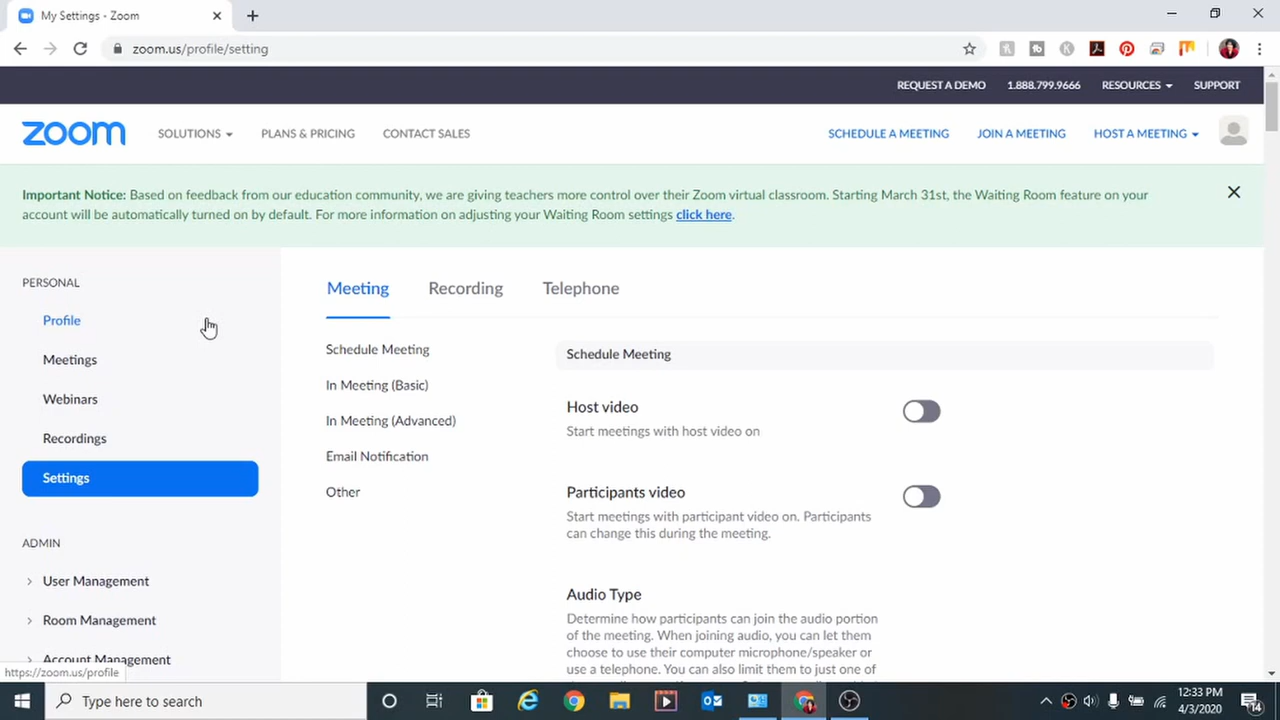 My Settings - Zoom
zoom.us/profile/setting
REQUEST A DEMO 1.888.799.9666 RESOURCES SUPPORT
zoom SOLUTIONS PLANS & PRICING CONTACT SALES SCHEDULE A MEETING JOIN A MEETING HOST A MEETING
Important Notice: Based on feedback from our education community, we are giving teachers more control over their Zoom virtual classroom. Starting March 31st, the Waiting Room feature on your
account will be automatically turned on by default. For more information on adjusting your Waiting Room settings click here.
PERSONAL
Profile
Meetings
Webinars
Recordings
Settings
ADMIN
User Management
Room Management
Account Management
Meeting Recording Telephone
Schedule Meeting
In Meeting (Basic)
In Meeting (Advanced)
Email Notification
Other
Schedule Meeting
Host video
Start meetings with host video on
Participants video
Start meetings with participant video on. Participants
can change this during the meeting.
Audio Type
Determine how participants can join the audio portion
of the meeting. When joining audio, you can let them
choose to use their computer microphone/speaker or
use a telephone. You can also limit them to just one of
https://zoom.us/profile
Type here to search
12:33 PM
4/3/2020
14